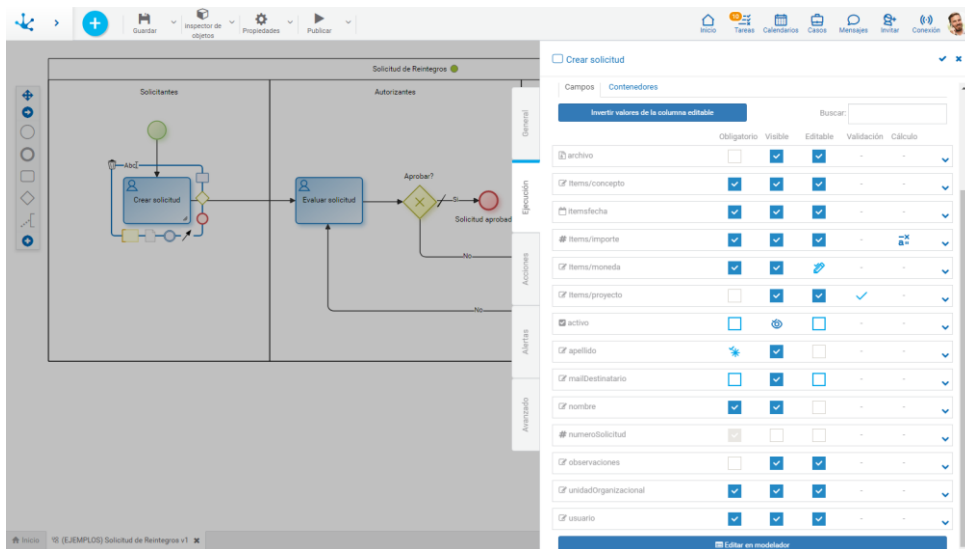 Guardar
Inspector de
objetos
Propiedades
Publicar
Inicio
18
Tareas
Calendarios
Casos
Mensajes
Invitar
Conexión
Solicitud de Reintegros
Solicitantes
Autorizantes
Abc
Crear solicitud
Evaluar solicitud
Aprobar?
Si
Solicitud aprobad
No
No
General
Ejecución
Acciones
Alertas
Avanzado
Crear solicitud
Campos Contenedores
Invertir valores de la columna editable
Buscar:
Obligatorio Visible Editable Validación Cálculo
archivo - -
Items/concepto - -
itemsfecha - -
# Items/importe -
Items/moneda - -
Items/proyecto -
activo - -
apellido - -
mailDestinatario - -
nombre - -
# numeroSolicitud - -
observaciones - -
unidadOrganizacional - -
usuario - -
Editar en modelador
Inicio
(EJEMPLOS) Solicitud de Reintegros v1